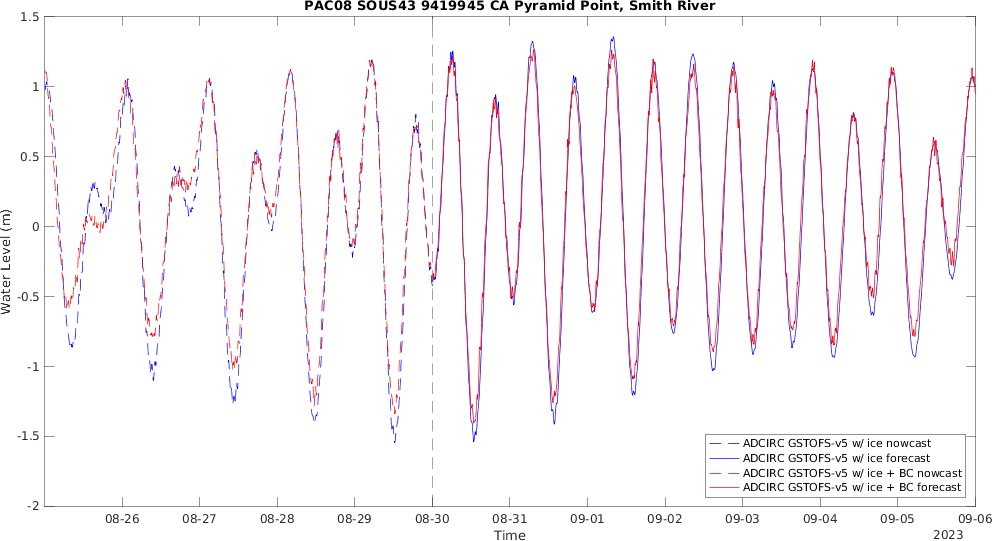 PAC08 SOUS43 9419945 CA Pyramid Point, Smith River
1.5
1
0.5
0
-0.5
-1
-1.5
-2
Water Level (m)
08-26 08-27 08-28 08-29 08-30 08-31 09-01 09-02 09-03 09-04 09-05 09-06
Time
2023
ADCIRC GSTOFS-v5 w/ ice nowcast
ADCIRC GSTOFS-v5 w/ ice forecast
ADCIRC GSTOFS-v5 w/ ice + BC nowcast
ADCIRC GSTOFS-v5 w/ ice + BC forecast